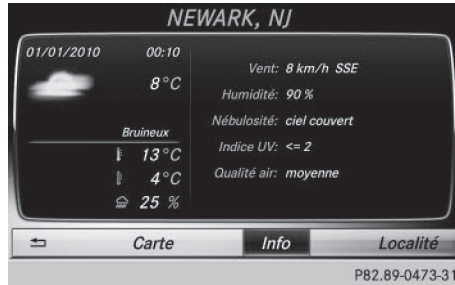 NEWARK, NJ
01/01/2010 00:10
8°C
Bruineux
13°C
4°C
25 %
Vent: 8 km/h SSE
Humidité: 90 %
Nébulosité: ciel couvert
Indice UV: <= 2
Qualité air: moyenne
Carte Info Localité
P82.89-0473-31